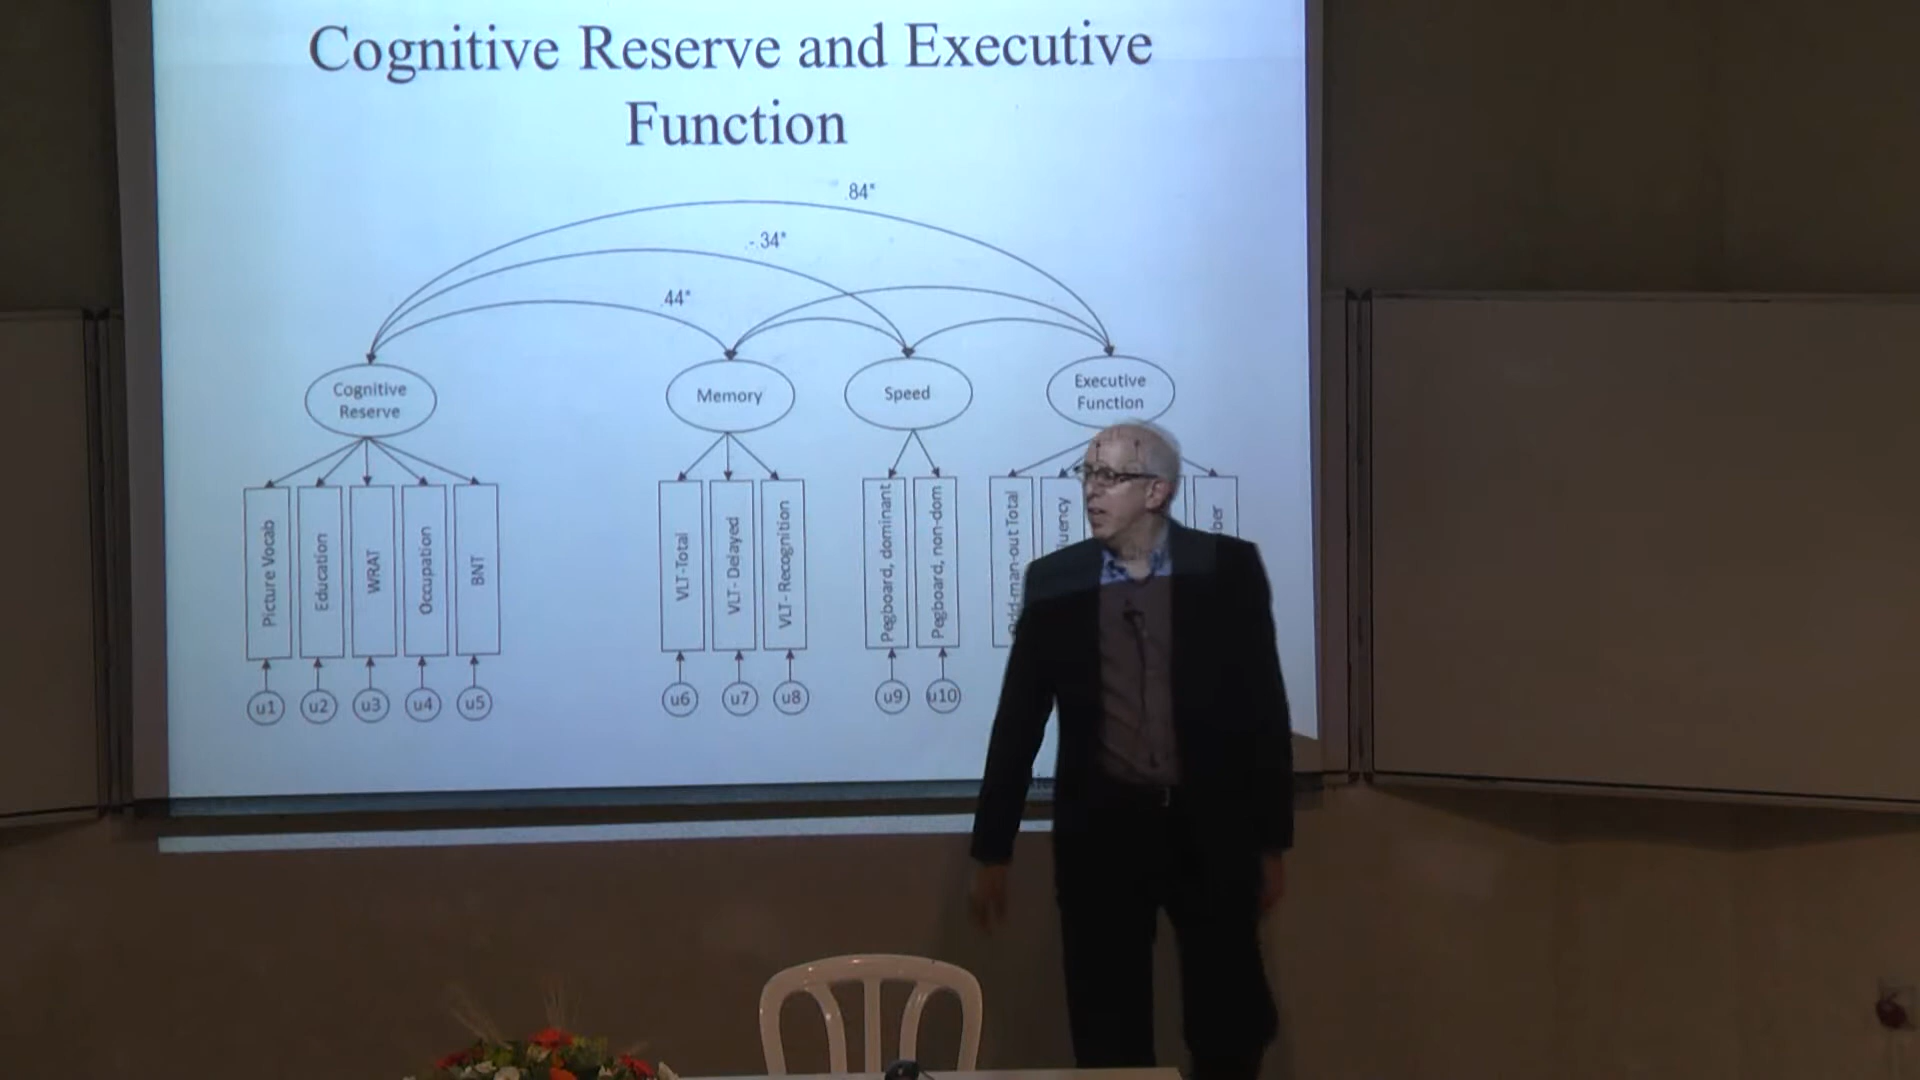 Cognitive Reserve and Executive
Function
.84*
-.34*
.44*
Cognitive
Reserve
Memory
Speed
Executive
Function
Picture Vocab
Education
WRAT
Occupation
BNT
VLT-Total
VLT- Delayed
VLT- Recognition
Pegboard, dominant
Pegboard, non-dom
Odd-man-out Total
u1
u2
u3
u4
u5
u6
u7
u8
u9
u10